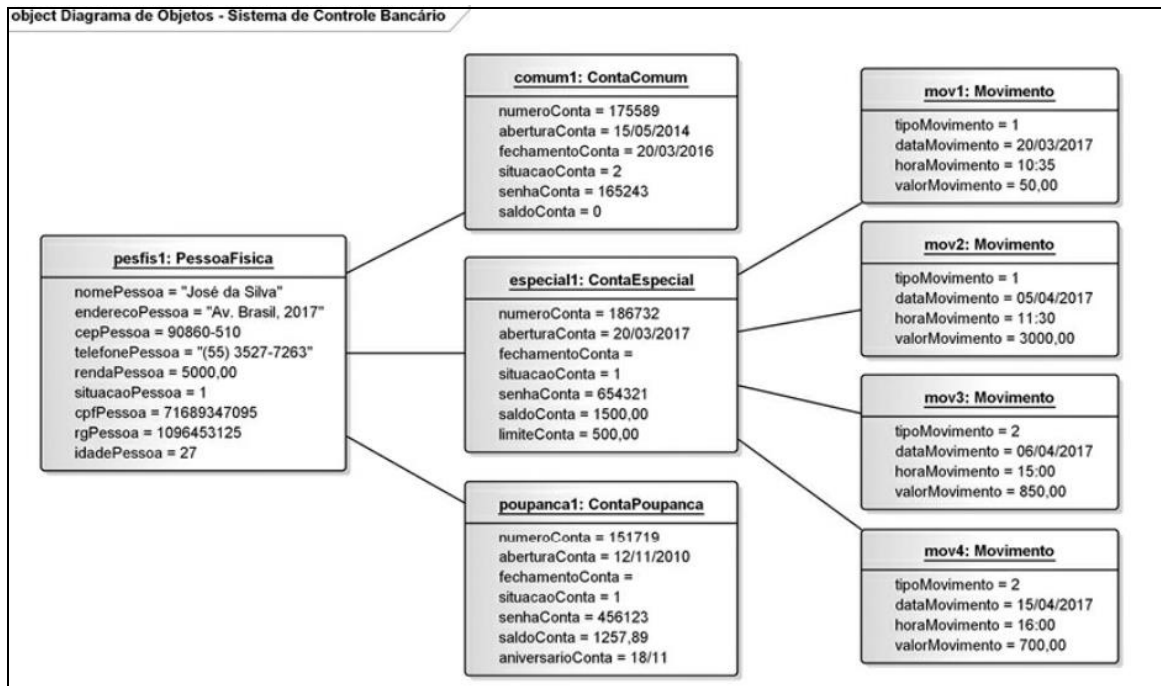 object Diagrama de Objetos - Sistema de Controle Bancário
pesfis1: PessoaFisica
nomePessoa = "José da Silva"
enderecoPessoa = "Av. Brasil, 2017"
cepPessoa = 90860-510
telefonePessoa = "(55) 3527-7263"
rendaPessoa = 5000,00
situacaoPessoa = 1
cpfPessoa = 71689347095
rgPessoa = 1096453125
idadePessoa = 27
comum1: ContaComum
numeroConta = 175589
aberturaConta = 15/05/2014
fechamentoConta = 20/03/2016
situacaoConta = 2
senhaConta = 165243
saldoConta = 0
especial1: ContaEspecial
numeroConta = 186732
aberturaConta = 20/03/2017
fechamentoConta =
situacaoConta = 1
senhaConta = 654321
saldoConta = 1500,00
limiteConta = 500,00
poupanca1: ContaPoupanca
numeroConta = 151719
aberturaConta = 12/11/2010
fechamentoConta =
situacaoConta = 1
senhaConta = 456123
saldoConta = 1257,89
aniversarioConta = 18/11
mov1: Movimento
tipoMovimento = 1
dataMovimento = 20/03/2017
horaMovimento = 10:35
valorMovimento = 50,00
mov2: Movimento
tipoMovimento = 1
dataMovimento = 05/04/2017
horaMovimento = 11:30
valorMovimento = 3000,00
mov3: Movimento
tipoMovimento = 2
dataMovimento = 06/04/2017
horaMovimento = 15:00
valorMovimento = 850,00
mov4: Movimento
tipoMovimento = 2
dataMovimento = 15/04/2017
horaMovimento = 16:00
valorMovimento = 700,00